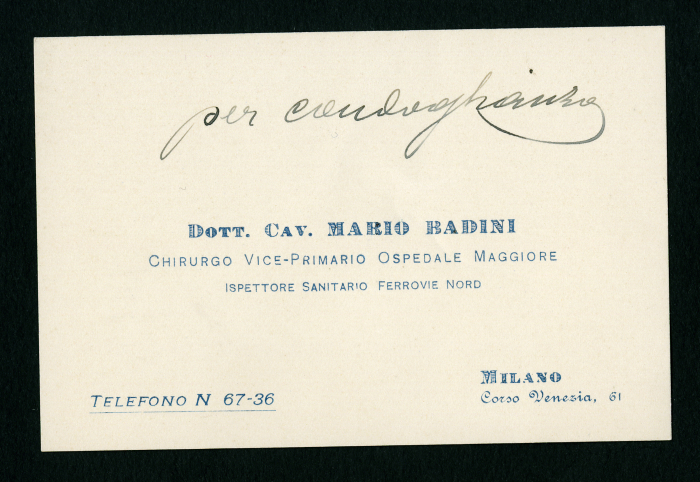 per condoglianze
DOTT. CAV. MARIO BADINI
CHIRURGO VICE-PRIMARIO OSPEDALE MAGGIORE
ISPETTORE SANITARIO FERROVIE NORD
MILANO
Corso Venezia, 61
TELEFONO N 67-36